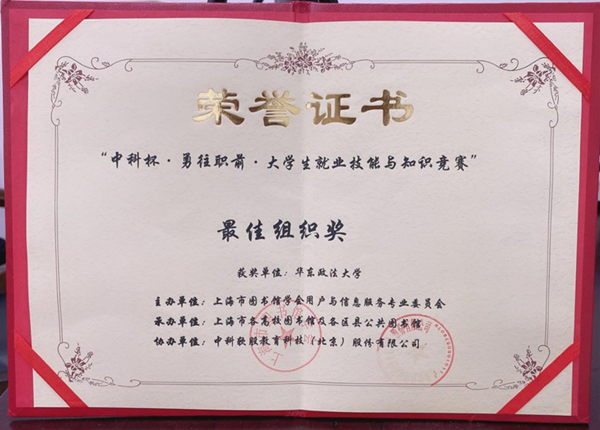 荣誉证书
“中科杯·勇往职前·大学生就业技能与知识竞赛”
最佳组织奖
获奖单位：华东政法大学
主办单位：上海市图书馆学会用户与信息服务专业委员会
承办单位：上海市各高校图书馆及各区县公共图书馆
协办单位：中科软股教育科技（北京）股份有限公司